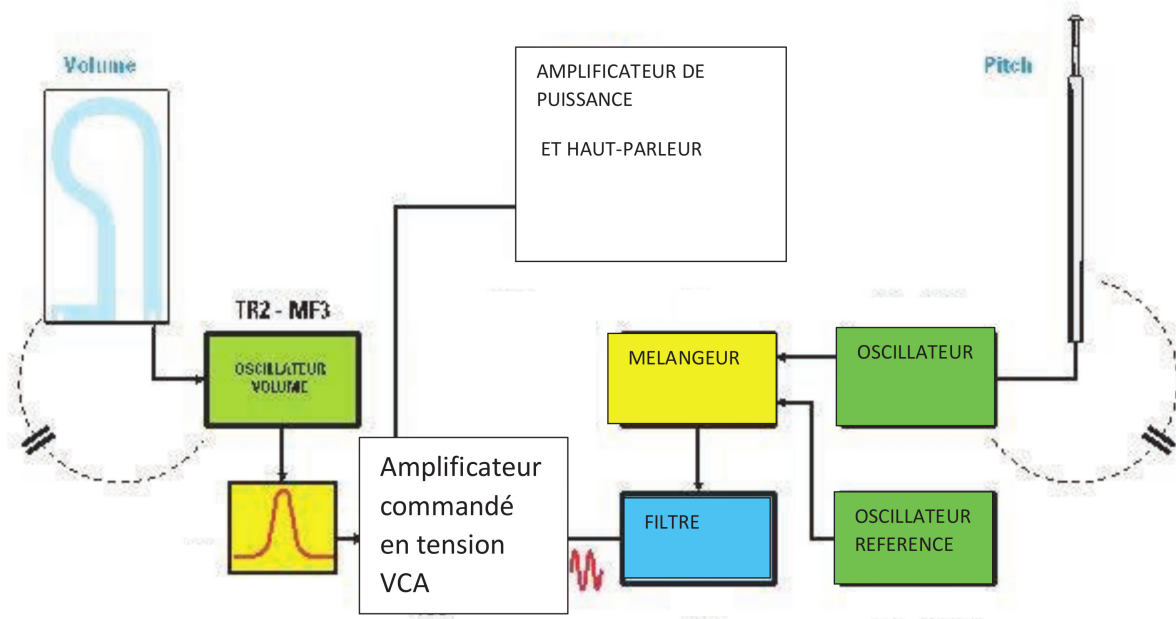 Volume
AMPLIFICATEUR DE
PUISSANCE
ET HAUT-PARLEUR
Pitch
TR2 - MF3
OSCILLATEUR
VOLUME
MELANGEUR
OSCILLATEUR
Amplificateur
commandé
en tension
VCA
FILTRE
OSCILLATEUR
REFERENCE